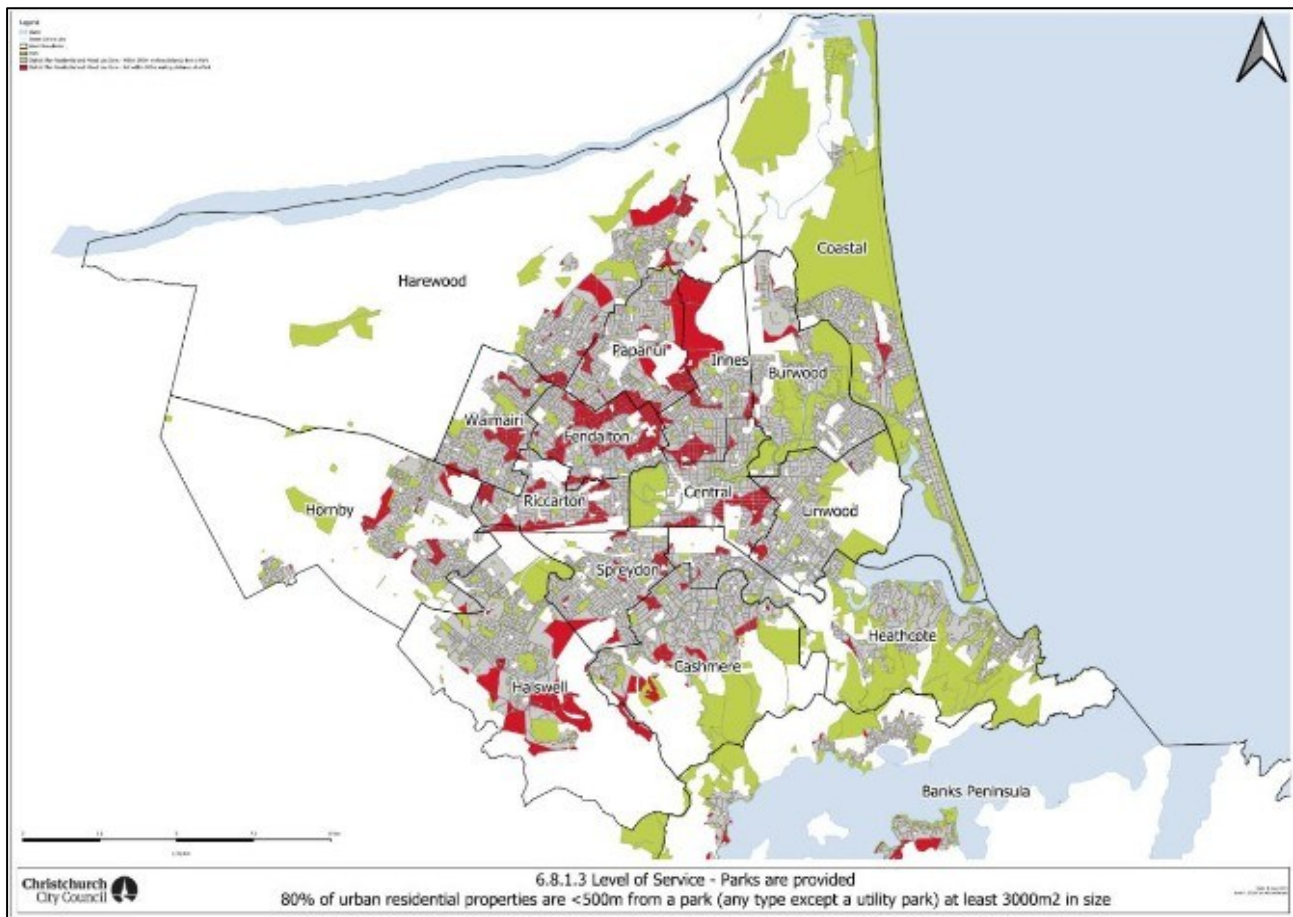 Legend
Coastal
Harewood
Papanui
Innes
Burwood
Waimairi
Fendalton
Hornby
Riccarton
Central
Linwood
Spreydon
Heathcote
Cashmere
Halswell
Banks Peninsula
Christchurch
City Council
6.8.1.3 Level of Service - Parks are provided
80% of urban residential properties are <500m from a park (any type except a utility park) at least 3000m2 in size